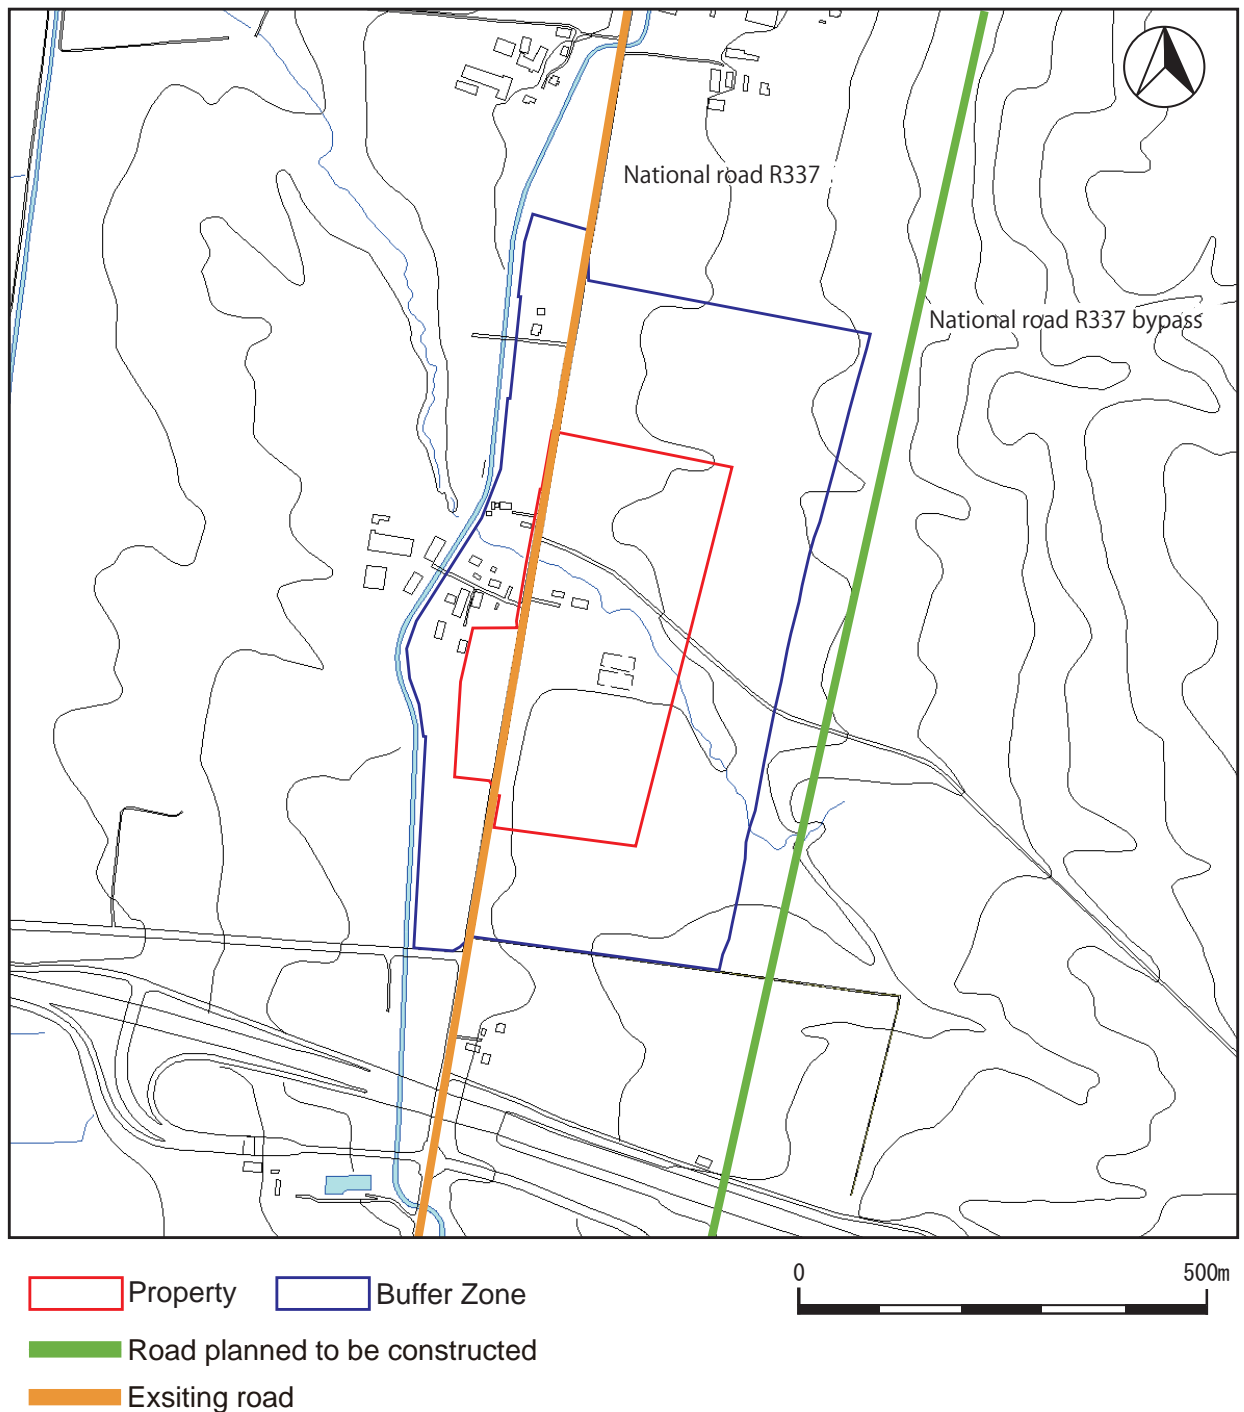 National road R337
National road R337 bypass
Property
Buffer Zone
0
500m
Road planned to be constructed
Exsiting road